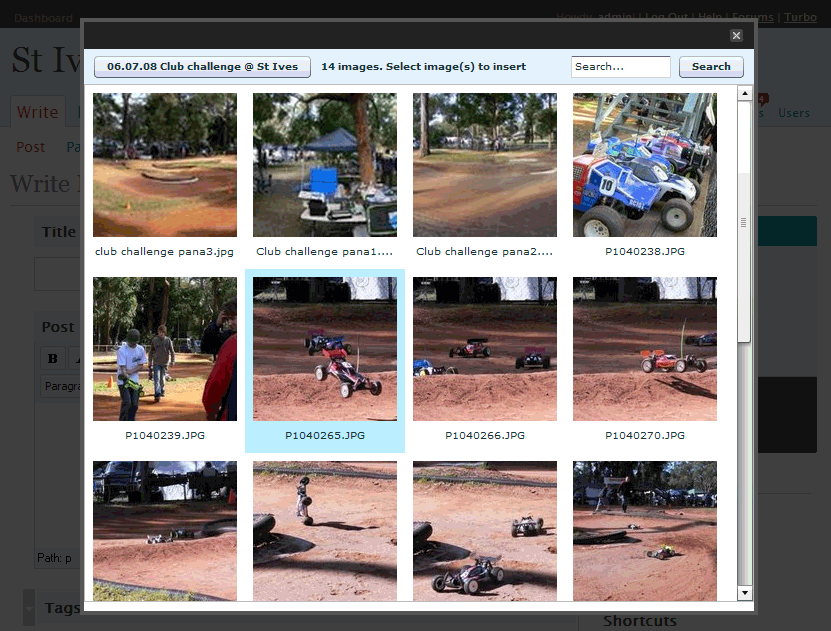 Dashboard
Howdy, admin! | Log Out | Help | Forums | Turbo
St Iv
06.07.08 Club challenge @ St Ives
14 images. Select image(s) to insert
Search...
Search
Write
s
Users
Post
Pa
Write
club challenge pana3.jpg
Club challenge pana1....
Club challenge pana2....
P1040238.JPG
Title
10
Post
B
Paragra
P1040239.JPG
P1040265.JPG
P1040266.JPG
P1040270.JPG
Path: p
Tags
Shortcuts